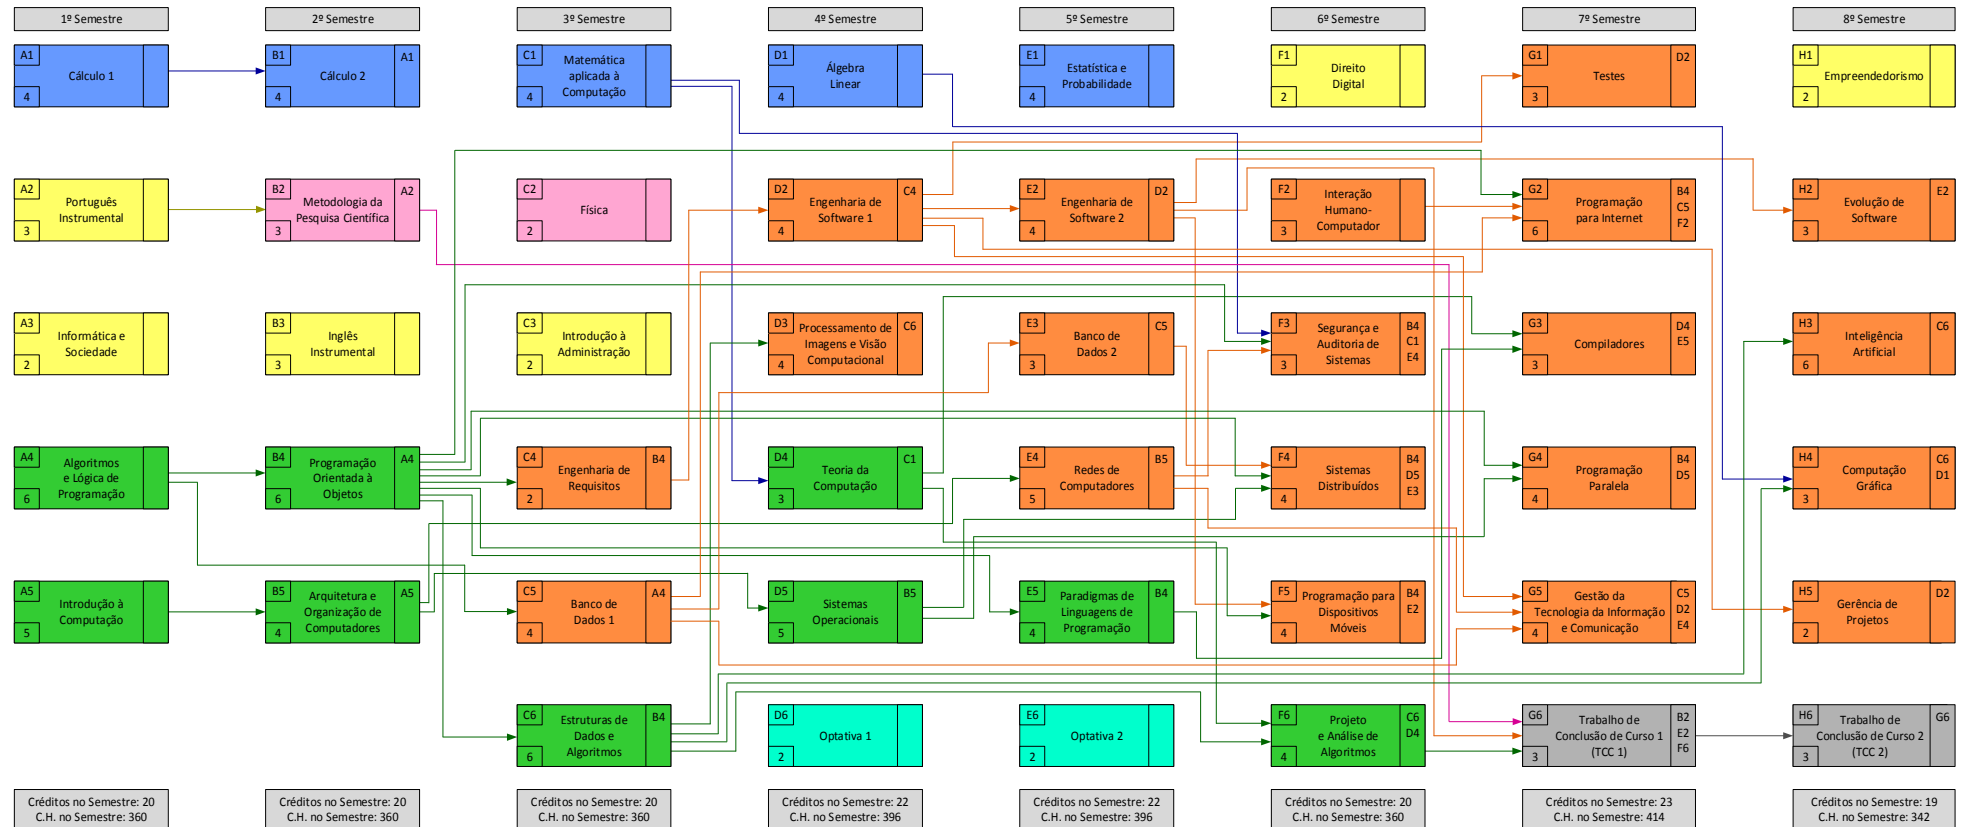 1º Semestre
2º Semestre
3º Semestre
4º Semestre
5º Semestre
6º Semestre
7º Semestre
8º Semestre
A1
Cálculo 1
4
B1
Cálculo 2
A1
4
C1
Matemática
aplicada à
Computação
4
D1
Álgebra
Linear
4
E1
Estatística e
Probabilidade
4
F1
Direito
Digital
2
G1
Testes
D2
3
H1
Empreendedorismo
2
A2
Português
Instrumental
3
B2
Metodologia da
Pesquisa Científica
A2
3
C2
Física
2
D2
Engenharia de
Software 1
C4
4
E2
Engenharia de
Software 2
D2
4
F2
Interação
Humano-
Computador
3
G2
Programação
para Internet
B4
C5
F2
6
H2
Evolução de
Software
E2
3
A3
Informática e
Sociedade
2
B3
Inglês
Instrumental
3
C3
Introdução à
Administração
2
D3
Processamento de
Imagens e Visão
Computacional
C6
4
E3
Banco de
Dados 2
C5
3
F3
Segurança e
Auditoria de
Sistemas
B4
C1
E4
3
G3
Compiladores
D4
E5
3
H3
Inteligência
Artificial
C6
6
A4
Algoritmos
e Lógica de
Programação
6
B4
Programação
Orientada à
Objetos
A4
6
C4
Engenharia de
Requisitos
B4
2
D4
Teoria da
Computação
C1
3
E4
Redes de
Computadores
B5
5
F4
Sistemas
Distribuídos
B4
D5
E3
4
G4
Programação
Paralela
B4
D5
4
H4
Computação
Gráfica
C6
D1
3
A5
Introdução à
Computação
5
B5
Arquitetura e
Organização de
Computadores
A5
4
C5
Banco de
Dados 1
A4
4
D5
Sistemas
Operacionais
B5
5
E5
Paradigmas de
Linguagens de
Programação
B4
4
F5
Programação para
Dispositivos
Móveis
B4
E2
4
G5
Gestão da
Tecnologia da Informação
e Comunicação
C5
D2
E4
4
H5
Gerência de
Projetos
D2
2
C6
Estruturas de
Dados e
Algoritmos
B4
6
D6
Optativa 1
2
E6
Optativa 2
2
F6
Projeto
e Análise de
Algoritmos
C6
D4
4
G6
Trabalho de
Conclusão de Curso 1
(TCC 1)
B2
E2
F6
3
H6
Trabalho de
Conclusão de Curso 2
(TCC 2)
G6
3
Créditos no Semestre: 20
C.H. no Semestre: 360
Créditos no Semestre: 20
C.H. no Semestre: 360
Créditos no Semestre: 20
C.H. no Semestre: 360
Créditos no Semestre: 22
C.H. no Semestre: 396
Créditos no Semestre: 22
C.H. no Semestre: 396
Créditos no Semestre: 20
C.H. no Semestre: 360
Créditos no Semestre: 23
C.H. no Semestre: 414
Créditos no Semestre: 19
C.H. no Semestre: 342